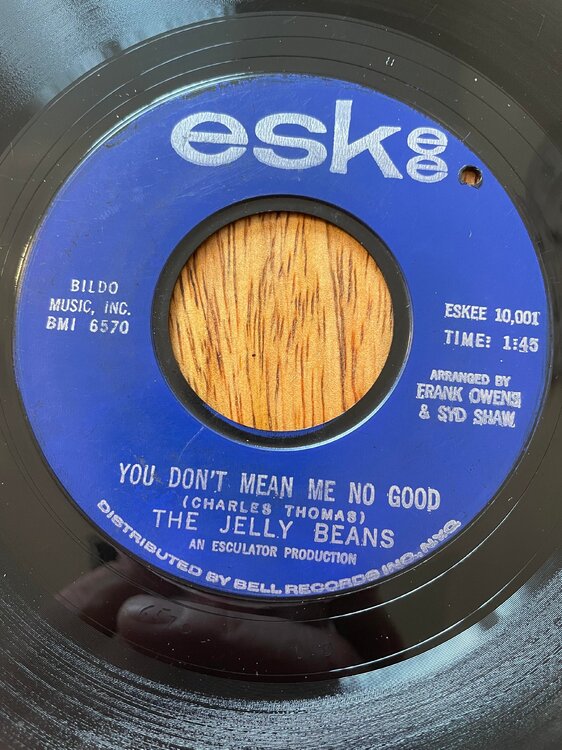 eskee
BILDO
MUSIC, INC.
BMI 6570
ESKEE 10,001
TIME: 1:45
ARRANGED BY
FRANK OWENS
& SYD SHAW
YOU DON'T MEAN ME NO GOOD
(CHARLES THOMAS)
THE JELLY BEANS
AN ESCULATOR PRODUCTION
DISTRIBUTED BY BELL RECORDS INC., NYC.